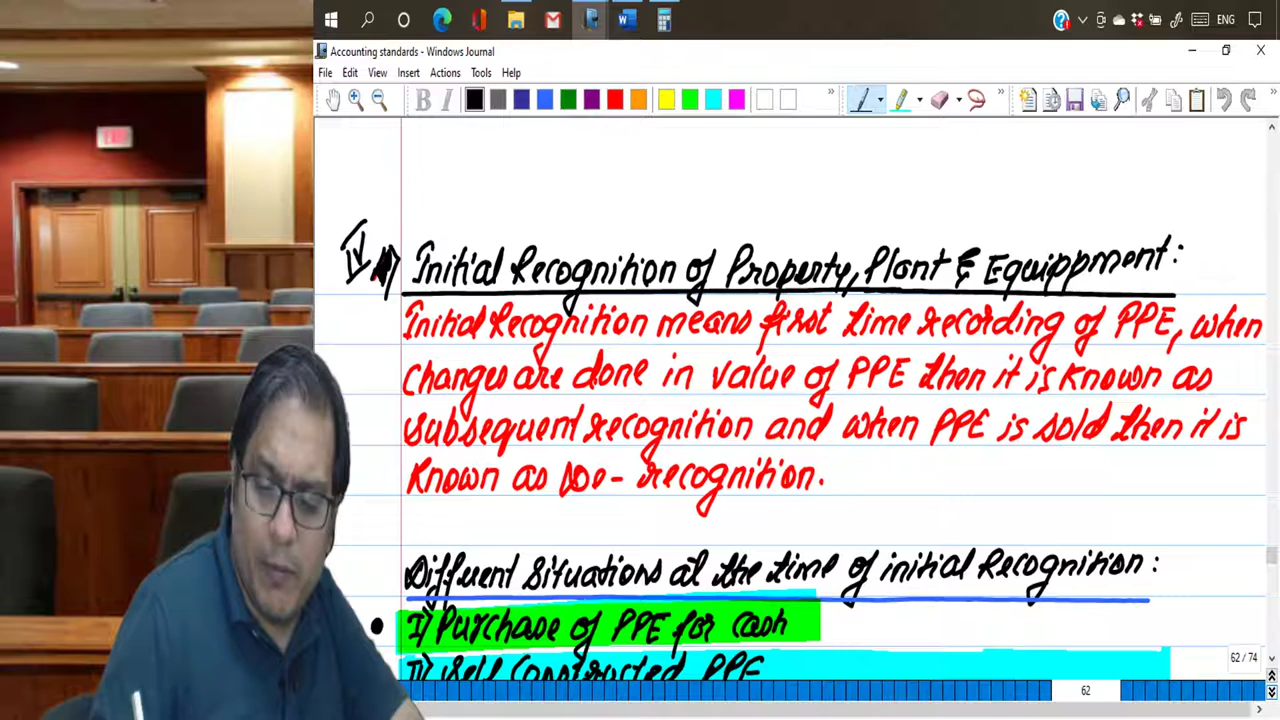 ENG
Accounting standards - Windows Journal
File Edit View Insert Actions Tools Help
B I
IV) Initial Recognition of Property, Plant & Equippment:
Initial Recognition means first time recording of PPE, when
changes are done in value of PPE then it is known as
subsequent recognition and when PPE is sold then it is
known as De-recognition.
Different Situations at the time of initial Recognition:
I) Purchase of PPE for cash
II) Self Constructed PPE
62 / 74
62